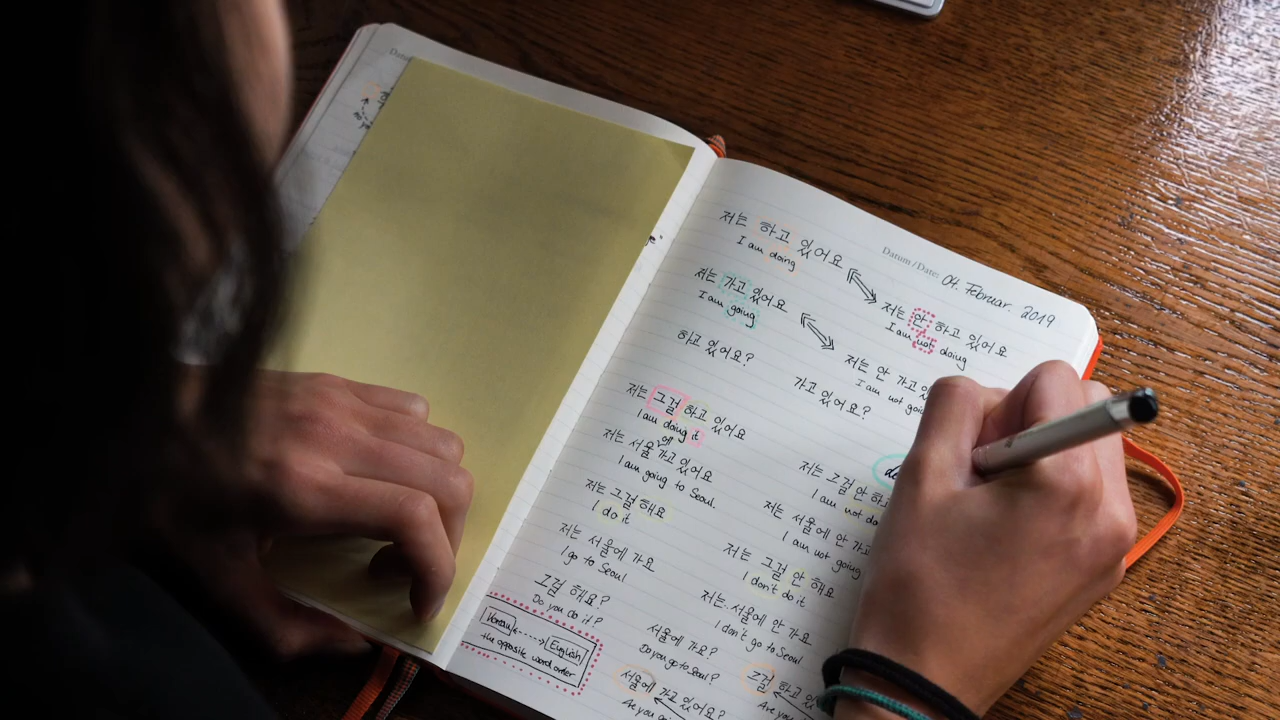 저는 하고 있어요
I am doing
Datum / Date: 04. Februar. 2019
저는 가고 있어요
I am going
저는 안 하고 있어요
I am not doing
하고 있어요?
저는 안 가고
I am not
가고 있어요?
저는 그걸 하고 있어요
I am doing it
에
저는 서울 가고 있어요
I am going to Seoul.
저는 그걸 안
I am not
저는 그걸 해요
I do it
저는 서울에 안 가
I am not going
저는 서울에 가요
I go to Seoul
저는 그걸 안 해요
I don't do it
그걸 해요?
Do you do it?
저는 서울에 안 가요
I don't go to Seoul
Korean
English
the opposite word order
서울에 가요?
Do you go to Seoul?
서울에 가고 있어요?
Are you
그걸 하고
Are you